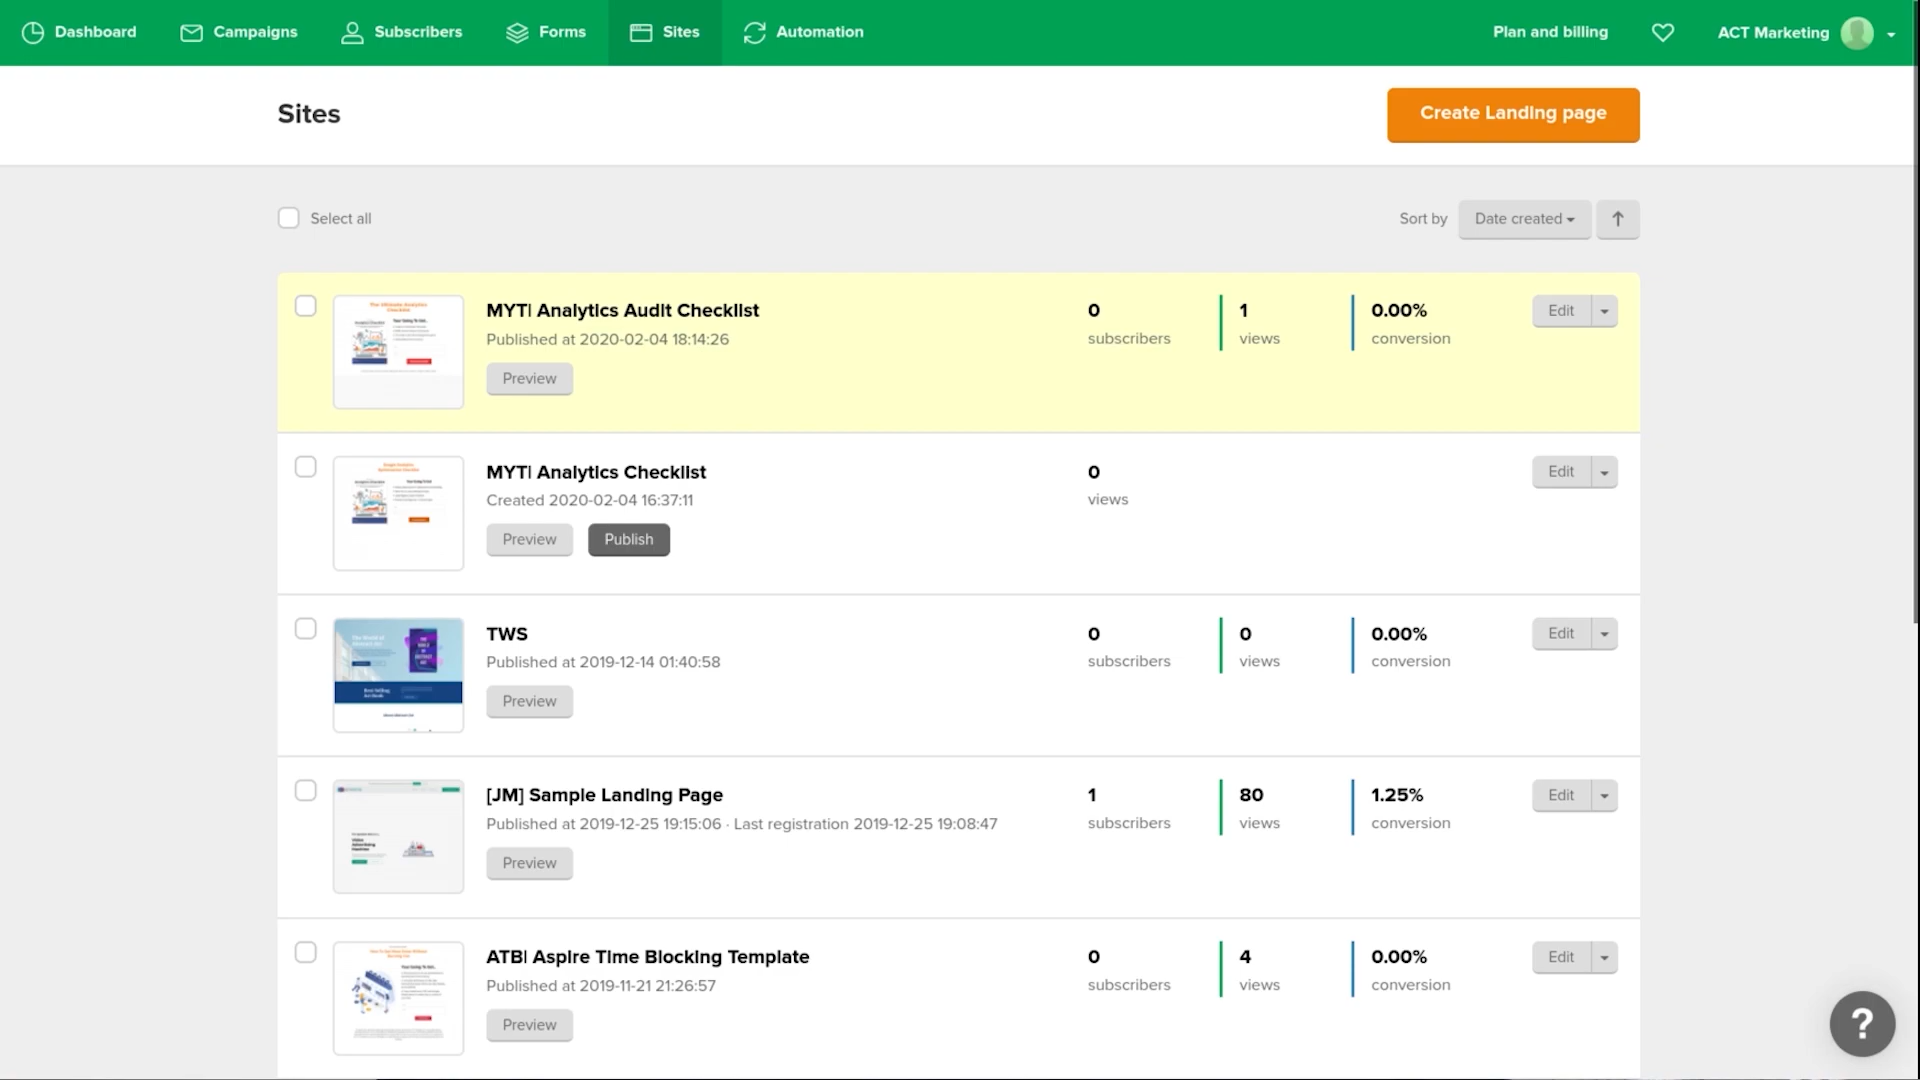 Dashboard Campaigns Subscribers Forms Sites Automation Plan and billing ACT Marketing
Sites
Create Landing page
Select all
Sort by Date created
MYT| Analytics Audit Checklist
Published at 2020-02-04 18:14:26
Preview
0 subscribers
1 views
0.00% conversion
Edit
MYT| Analytics Checklist
Created 2020-02-04 16:37:11
Preview Publish
0 views
Edit
TWS
Published at 2019-12-14 01:40:58
Preview
0 subscribers
0 views
0.00% conversion
Edit
[JM] Sample Landing Page
Published at 2019-12-25 19:15:06 · Last registration 2019-12-25 19:08:47
Preview
1 subscribers
80 views
1.25% conversion
Edit
ATB| Aspire Time Blocking Template
Published at 2019-11-21 21:26:57
Preview
0 subscribers
4 views
0.00% conversion
Edit
?